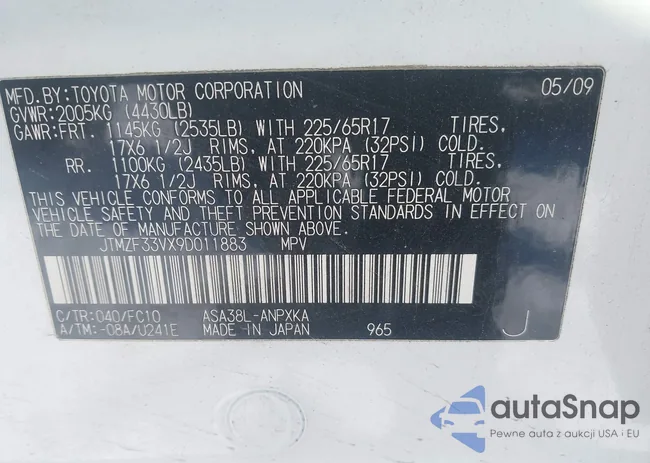 MFD.BY:TOYOTA MOTOR CORPORATION 05/09
GVWR:2005KG (4430LB)
GAWR:FRT. 1145KG (2535LB) WITH 225/65R17 TIRES,
17X6 1/2J RIMS, AT 220KPA (32PSI) COLD.
RR. 1100KG (2435LB) WITH 225/65R17 TIRES,
17X6 1/2J RIMS, AT 220KPA (32PSI) COLD.
THIS VEHICLE CONFORMS TO ALL APPLICABLE FEDERAL MOTOR
VEHICLE SAFETY AND THEFT PREVENTION STANDARDS IN EFFECT ON
THE DATE OF MANUFACTURE SHOWN ABOVE.
JTMZF33VX9D011883 MPV
C/TR:040/FC10 ASA38L-ANPXKA
A/TM:-08A/U241E MADE IN JAPAN 965 J
autoSnap
Pewne auta z aukcji USA i EU